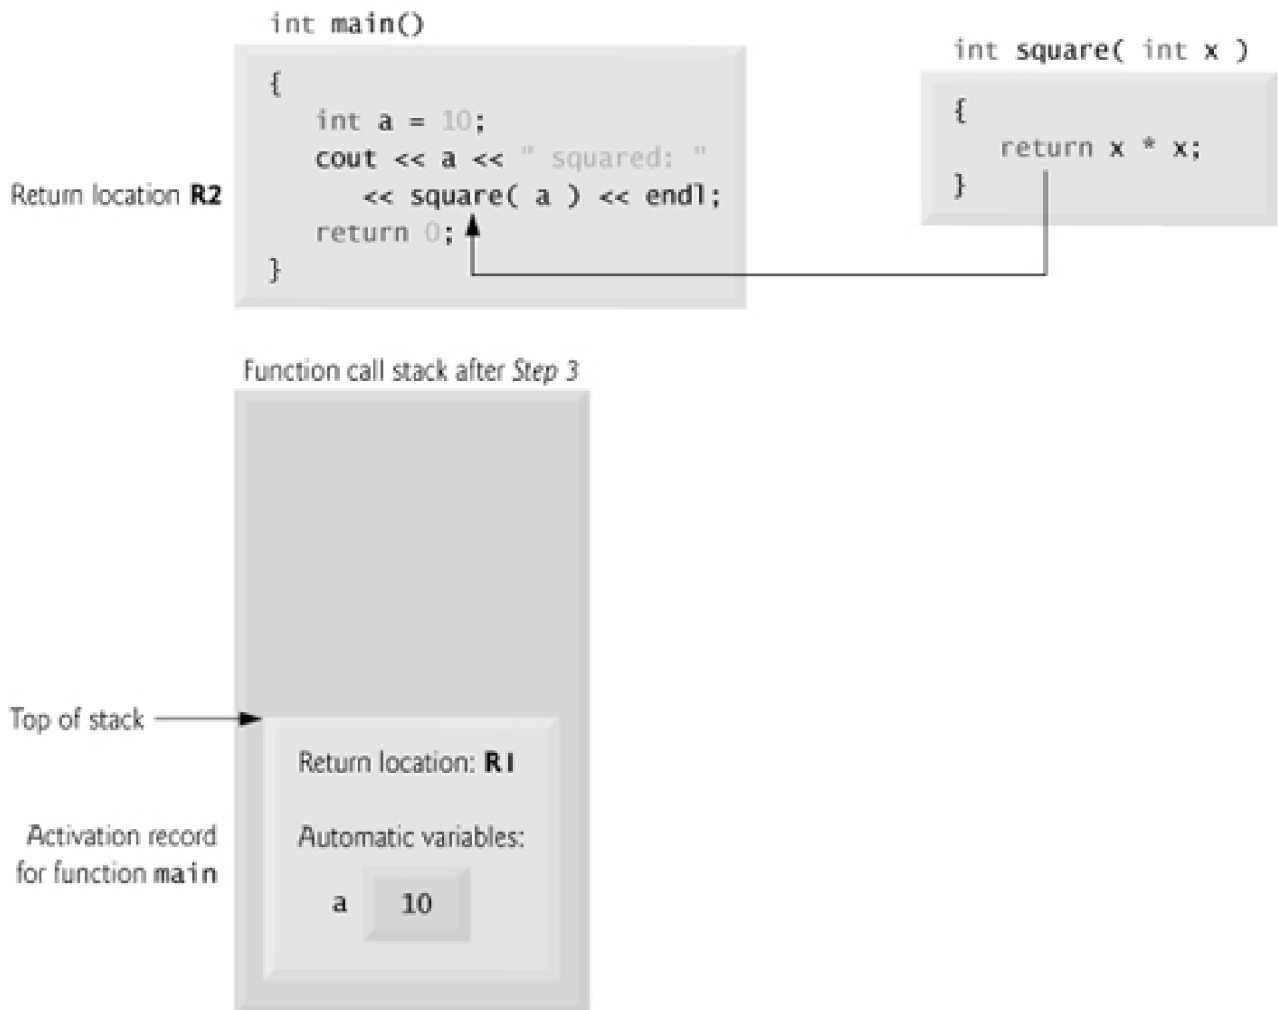 int main()
{
int a = 10;
cout << a << " squared: "
<< square( a ) << endl;
return 0;
}
Return location R2
int square( int x )
{
return x * x;
}
Function call stack after Step 3
Top of stack
Return location: R1
Automatic variables:
a 10
Activation record
for function main